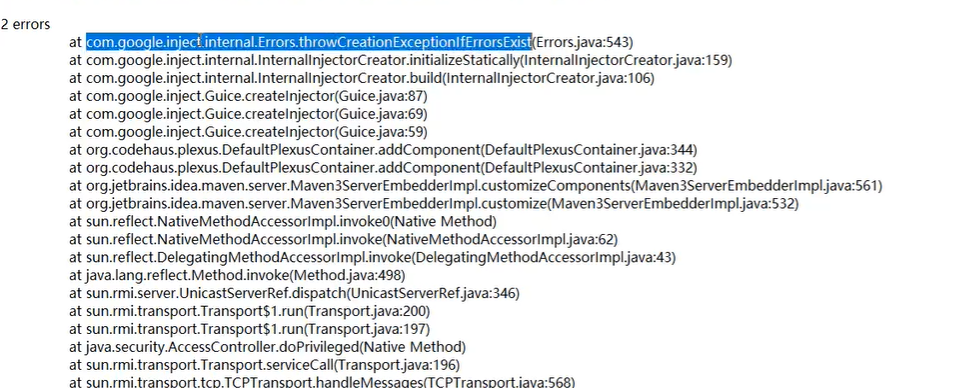 2 errors
at com.google.inject.internal.Errors.throwCreationExceptionIfErrorsExist(Errors.java:543)
at com.google.inject.internal.InternalInjectorCreator.initializeStatically(InternalInjectorCreator.java:159)
at com.google.inject.internal.InternalInjectorCreator.build(InternalInjectorCreator.java:106)
at com.google.inject.Guice.createInjector(Guice.java:87)
at com.google.inject.Guice.createInjector(Guice.java:69)
at com.google.inject.Guice.createInjector(Guice.java:59)
at org.codehaus.plexus.DefaultPlexusContainer.addComponent(DefaultPlexusContainer.java:344)
at org.codehaus.plexus.DefaultPlexusContainer.addComponent(DefaultPlexusContainer.java:332)
at org.jetbrains.idea.maven.server.Maven3ServerEmbedderImpl.customizeComponents(Maven3ServerEmbedderImpl.java:561)
at org.jetbrains.idea.maven.server.Maven3ServerEmbedderImpl.customize(Maven3ServerEmbedderImpl.java:532)
at sun.reflect.NativeMethodAccessorImpl.invoke0(Native Method)
at sun.reflect.NativeMethodAccessorImpl.invoke(NativeMethodAccessorImpl.java:62)
at sun.reflect.DelegatingMethodAccessorImpl.invoke(DelegatingMethodAccessorImpl.java:43)
at java.lang.reflect.Method.invoke(Method.java:498)
at sun.rmi.server.UnicastServerRef.dispatch(UnicastServerRef.java:346)
at sun.rmi.transport.Transport$1.run(Transport.java:200)
at sun.rmi.transport.Transport$1.run(Transport.java:197)
at java.security.AccessController.doPrivileged(Native Method)
at sun.rmi.transport.Transport.serviceCall(Transport.java:196)
at sun.rmi.transport.tcp.TCPTransport.handleMessages(TCPTransport.java:568)